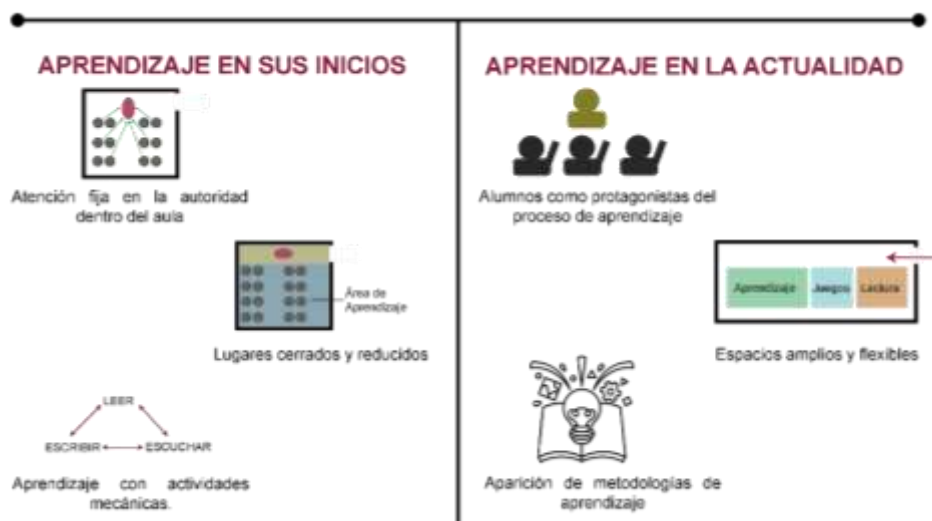 APRENDIZAJE EN SUS INICIOS
Atención fija en la autoridad
dentro del aula
Área de
Aprendizaje
Lugares cerrados y reducidos
LEER
ESCRIBIR
ESCUCHAR
Aprendizaje con actividades
mecánicas.
APRENDIZAJE EN LA ACTUALIDAD
Alumnos como protagonistas del
proceso de aprendizaje
Aprendizaje
Juegos
Lectura
Espacios amplios y flexibles
Aparición de metodologías de
aprendizaje